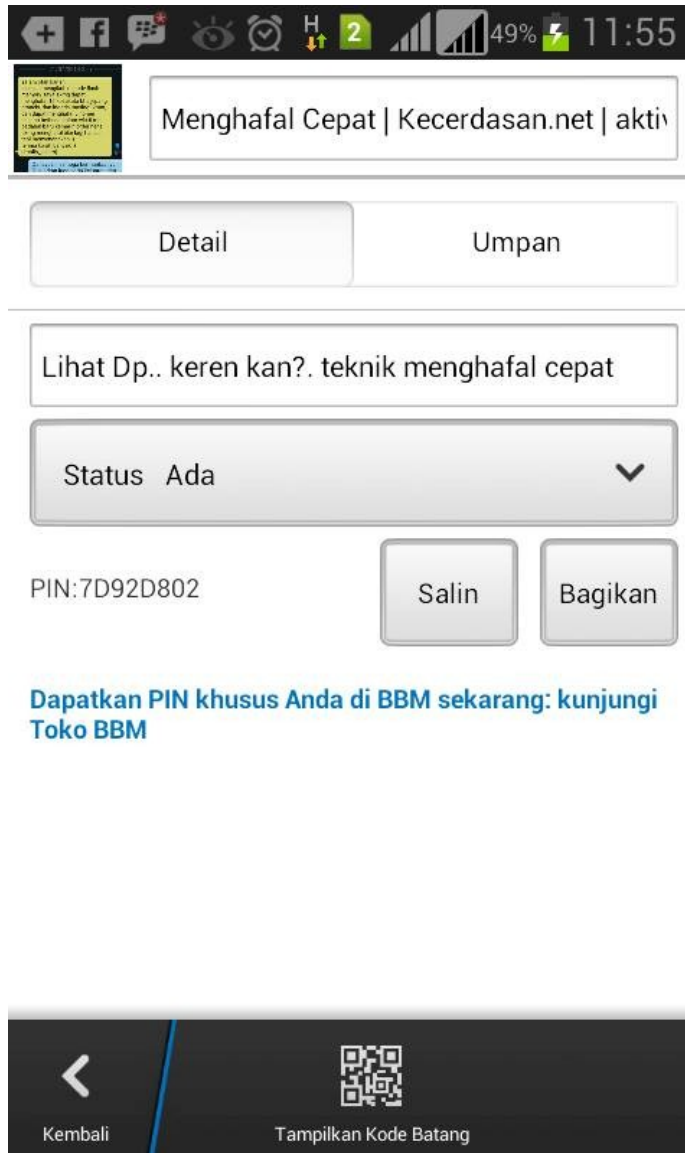 H 2 49% 11:55
Menghafal Cepat | Kecerdasan.net | akti
Detail Umpan
Lihat Dp.. keren kan?. teknik menghafal cepat
Status Ada
PIN:7D92D802 Salin Bagikan
Dapatkan PIN khusus Anda di BBM sekarang: kunjungi
Toko BBM
Kembali Tampilkan Kode Batang